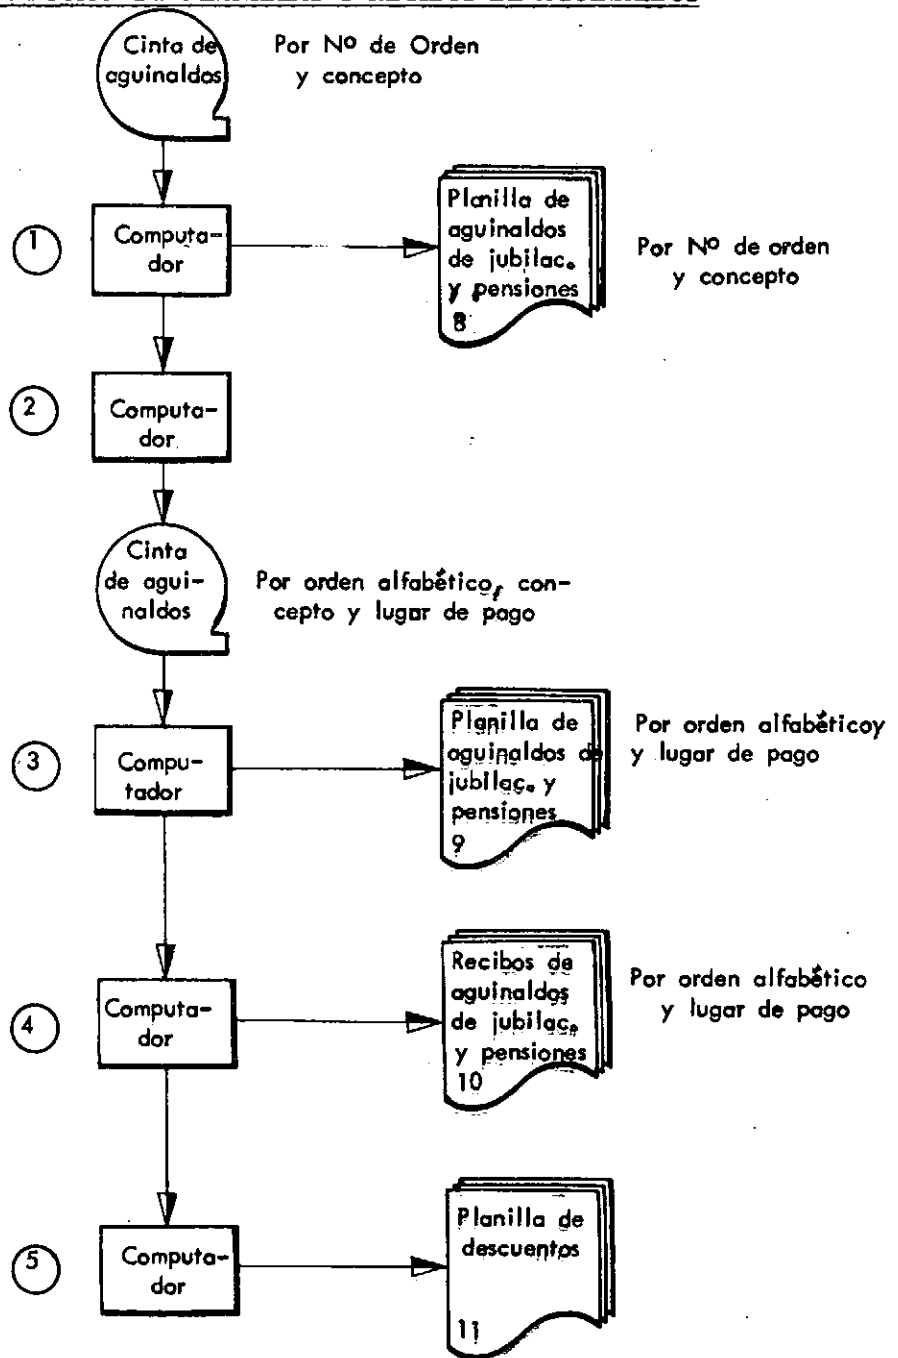 Cinta de
aguinaldos
Por Nº de Orden
y concepto
1
Computa-
dor
Planilla de
aguinaldos
de jubilac.
y pensiones
8
Por Nº de orden
y concepto
2
Computa-
dor.
Cinta
de agui-
naldos
Por orden alfabético, con-
cepto y lugar de pago
3
Compu-
tador
Planilla de
aguinaldos de
jubilac. y
pensiones
9
Por orden alfabéticoy
y lugar de pago
4
Computa-
dor
Recibos de
aguinaldos
de jubilac.
y pensiones
10
Por orden alfabético
y lugar de pago
5
Computa-
dor
Planilla de
descuentos
11